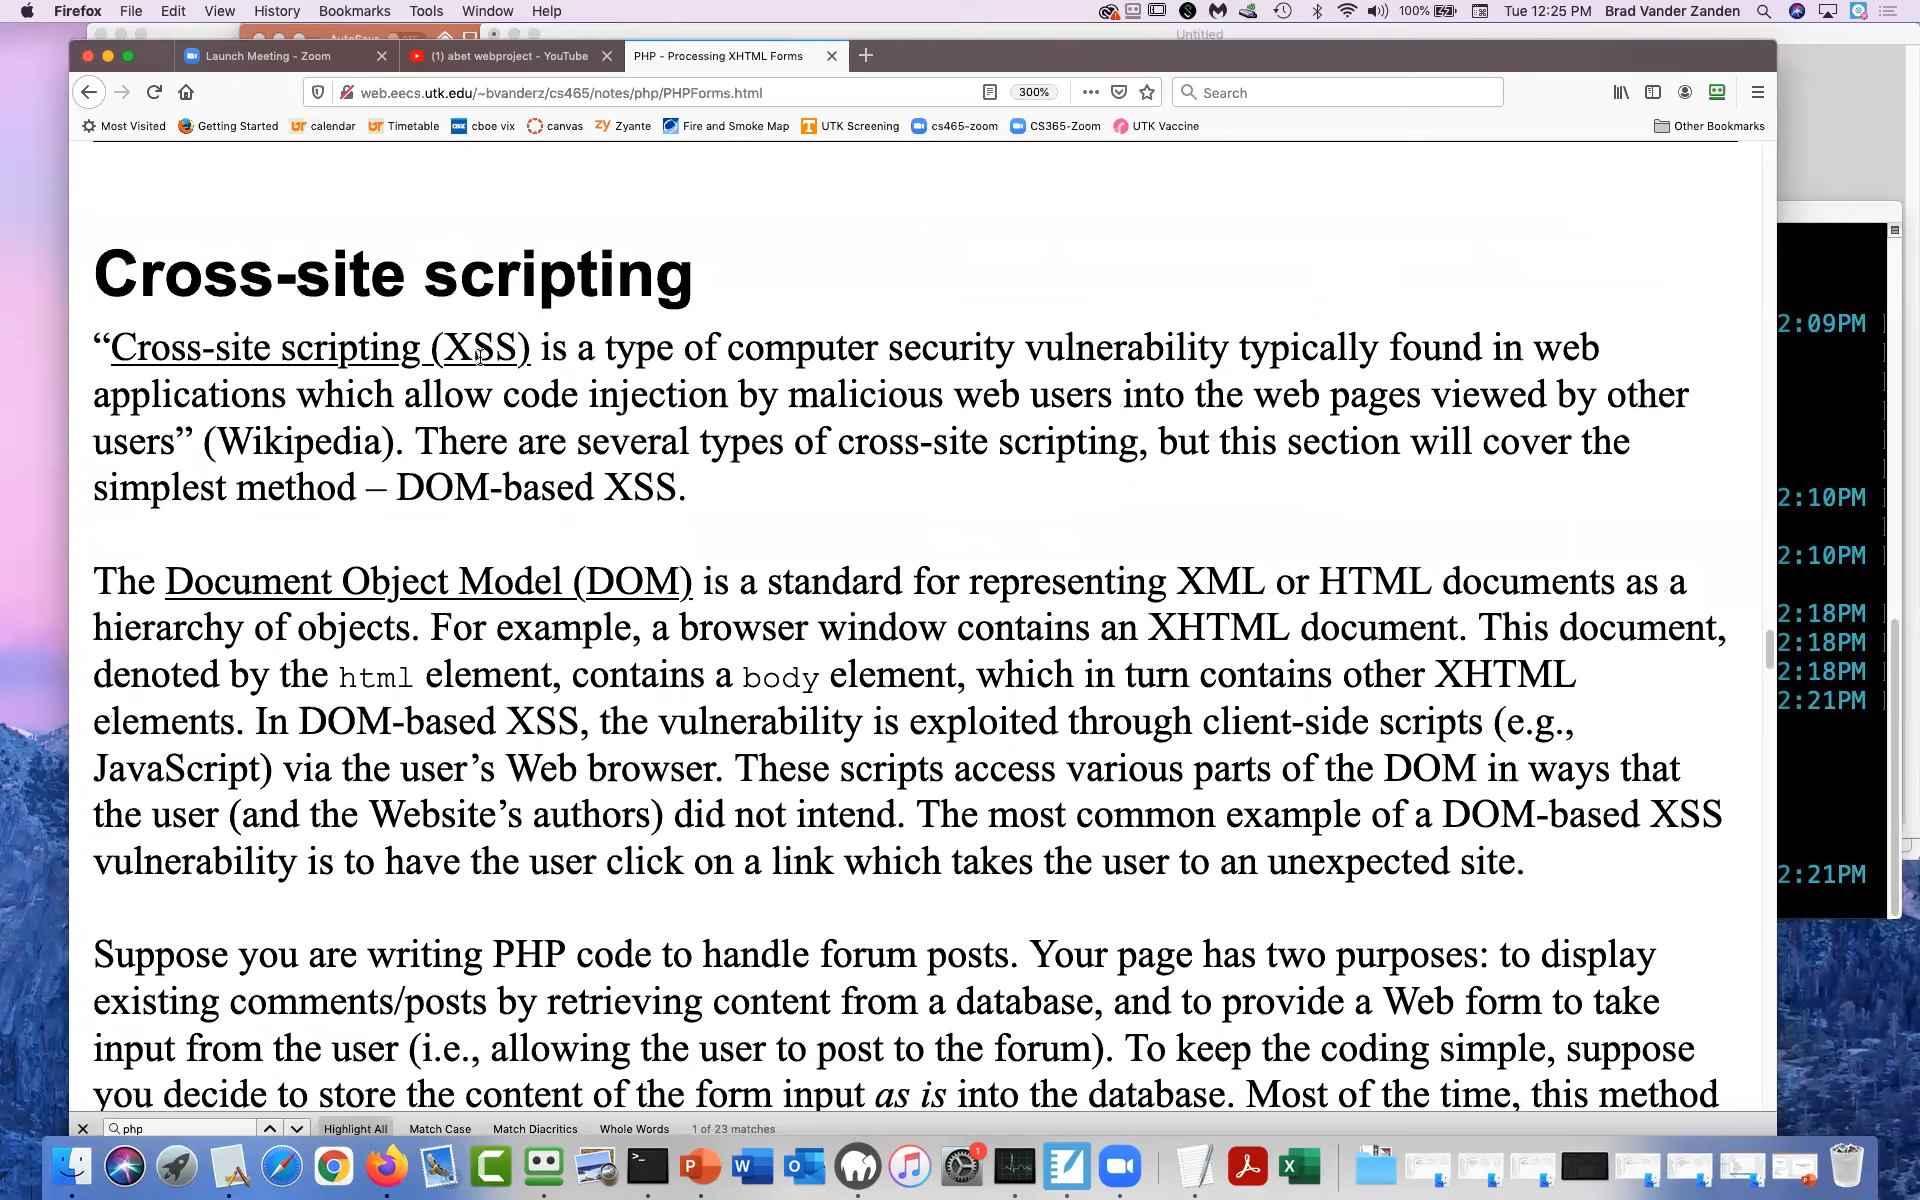 Firefox File Edit View History Bookmarks Tools Window Help 100% Tue 12:25 PM Brad Vander Zanden
Untitled
Launch Meeting - Zoom (1) abet webproject - YouTube PHP - Processing XHTML Forms
web.eecs.utk.edu/~bvanderz/cs465/notes/php/PHPForms.html 300% Search
Most Visited Getting Started calendar Timetable cboe vix canvas Zyante Fire and Smoke Map UTK Screening cs465-zoom CS365-Zoom UTK Vaccine Other Bookmarks
Cross-site scripting
“Cross-site scripting (XSS) is a type of computer security vulnerability typically found in web
applications which allow code injection by malicious web users into the web pages viewed by other
users” (Wikipedia). There are several types of cross-site scripting, but this section will cover the
simplest method – DOM-based XSS.
The Document Object Model (DOM) is a standard for representing XML or HTML documents as a
hierarchy of objects. For example, a browser window contains an XHTML document. This document,
denoted by the html element, contains a body element, which in turn contains other XHTML
elements. In DOM-based XSS, the vulnerability is exploited through client-side scripts (e.g.,
JavaScript) via the user’s Web browser. These scripts access various parts of the DOM in ways that
the user (and the Website’s authors) did not intend. The most common example of a DOM-based XSS
vulnerability is to have the user click on a link which takes the user to an unexpected site.
Suppose you are writing PHP code to handle forum posts. Your page has two purposes: to display
existing comments/posts by retrieving content from a database, and to provide a Web form to take
input from the user (i.e., allowing the user to post to the forum). To keep the coding simple, suppose
you decide to store the content of the form input as is into the database. Most of the time, this method
2:09PM
2:10PM
2:10PM
2:18PM
2:18PM
2:18PM
2:21PM
2:21PM
php Highlight All Match Case Match Diacritics Whole Words 1 of 23 matches